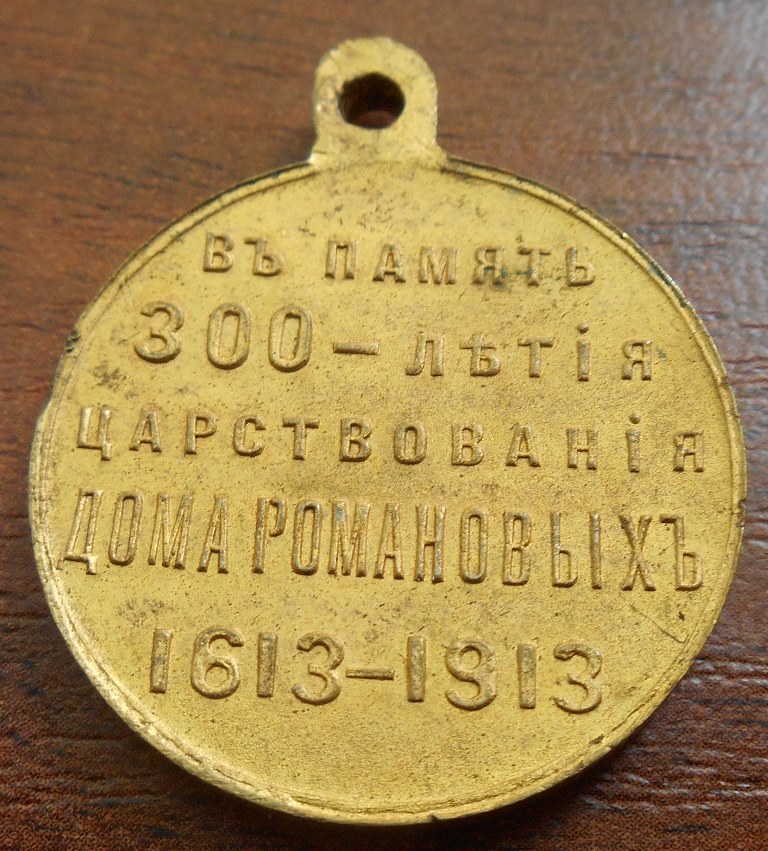 ВЪ ПАМЯТЬ
300-ЛѢТІЯ
ЦАРСТВОВАНІЯ
ДОМА РОМАНОВЫХЪ
1613-1913